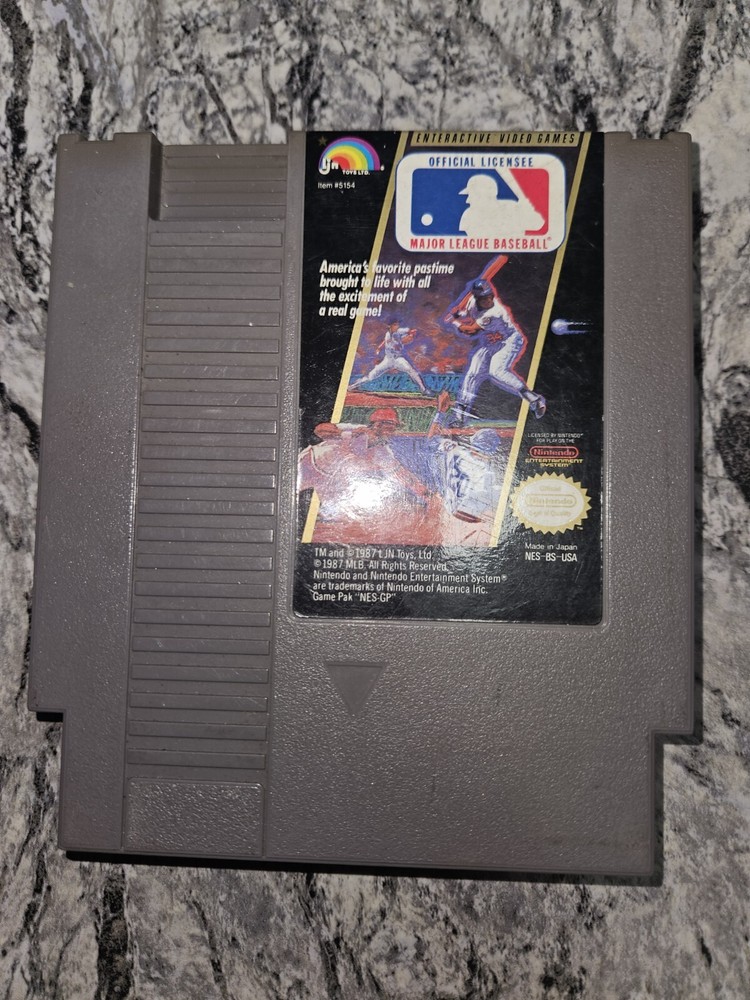 ENTERACTIVE VIDEO GAMES
LJN
TOYS LTD.
Item #5154
OFFICIAL LICENSEE
MAJOR LEAGUE BASEBALL®
America's favorite pastime
brought to life with all
the excitement of
a real game!
LICENSED BY NINTENDO®
FOR PLAY ON THE
Nintendo
ENTERTAINMENT
SYSTEM®
Nintendo
Made in Japan
NES-BS-USA
TM and ©1987 LJN Toys, Ltd.
©1987 MLB. All Rights Reserved.
Nintendo and Nintendo Entertainment System®
are trademarks of Nintendo of America Inc.
Game Pak "NES-GP"